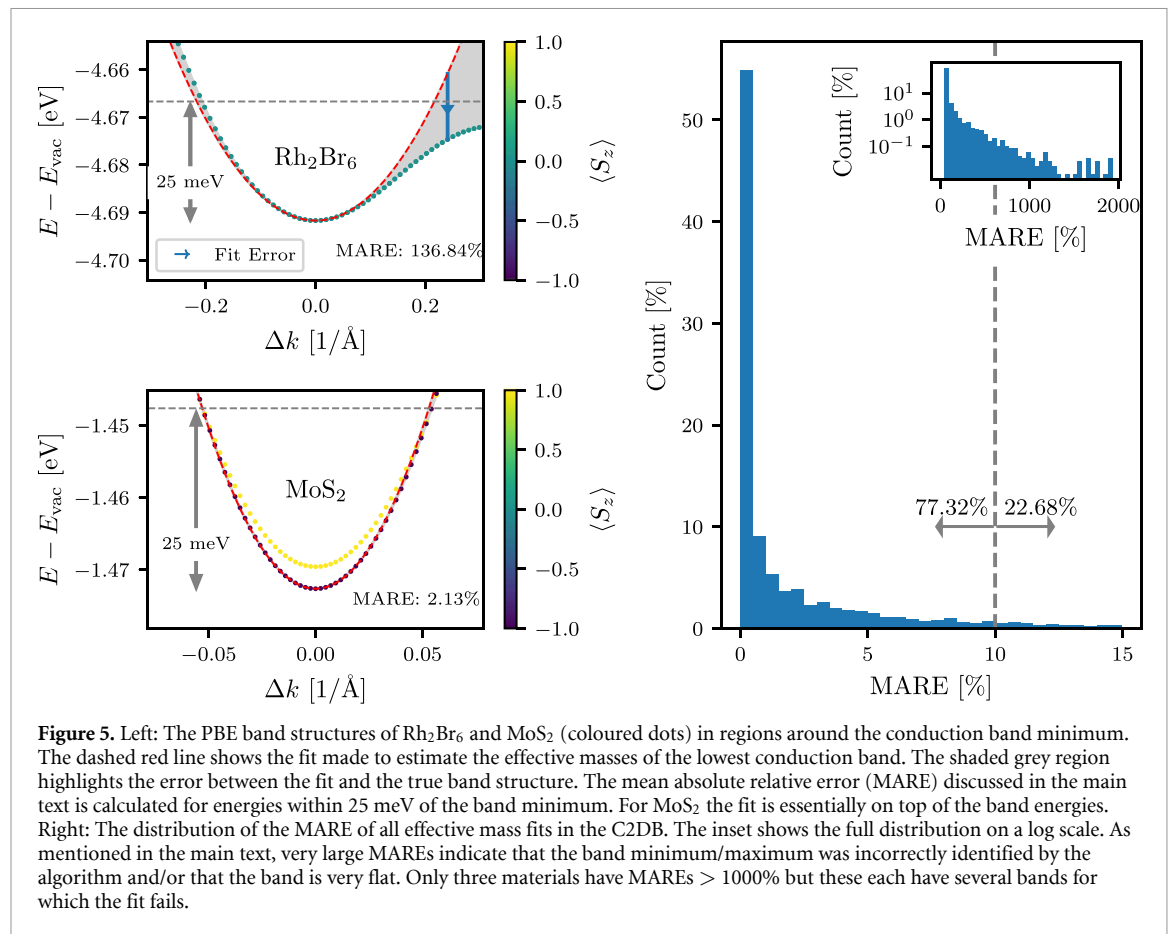 −4.66
−4.67
−4.68
−4.69
−4.70
E − E_vac [eV]
Rh₂Br₆
25 meV
Fit Error
MARE: 136.84%
−0.2
0.0
0.2
Δk [1/Å]
1.0
0.5
0.0
−0.5
−1.0
⟨S_z⟩
−1.45
−1.46
−1.47
E − E_vac [eV]
MoS₂
25 meV
MARE: 2.13%
−0.05
0.00
0.05
Δk [1/Å]
1.0
0.5
0.0
−0.5
−1.0
⟨S_z⟩
50
40
30
20
10
0
Count [%]
77.32%
22.68%
0
5
10
15
MARE [%]
10¹
10⁻¹
Count [%]
0
1000
2000
MARE [%]
Figure 5. Left: The PBE band structures of Rh₂Br₆ and MoS₂ (coloured dots) in regions around the conduction band minimum.
The dashed red line shows the fit made to estimate the effective masses of the lowest conduction band. The shaded grey region
highlights the error between the fit and the true band structure. The mean absolute relative error (MARE) discussed in the main
text is calculated for energies within 25 meV of the band minimum. For MoS₂ the fit is essentially on top of the band energies.
Right: The distribution of the MARE of all effective mass fits in the C2DB. The inset shows the full distribution on a log scale. As
mentioned in the main text, very large MAREs indicate that the band minimum/maximum was incorrectly identified by the
algorithm and/or that the band is very flat. Only three materials have MAREs > 1000% but these each have several bands for
which the fit fails.